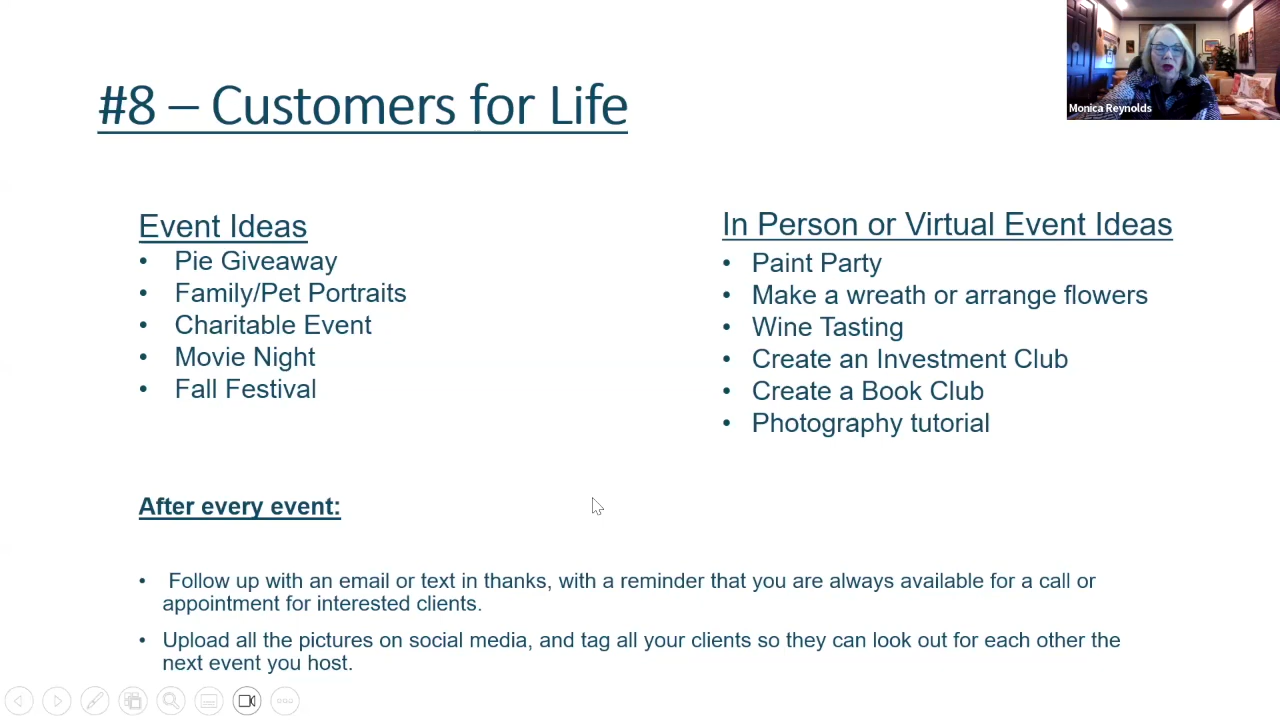 Monica Reynolds
#8 – Customers for Life
Event Ideas
• Pie Giveaway
• Family/Pet Portraits
• Charitable Event
• Movie Night
• Fall Festival
In Person or Virtual Event Ideas
• Paint Party
• Make a wreath or arrange flowers
• Wine Tasting
• Create an Investment Club
• Create a Book Club
• Photography tutorial
After every event:
• Follow up with an email or text in thanks, with a reminder that you are always available for a call or
appointment for interested clients.
• Upload all the pictures on social media, and tag all your clients so they can look out for each other the
next event you host.